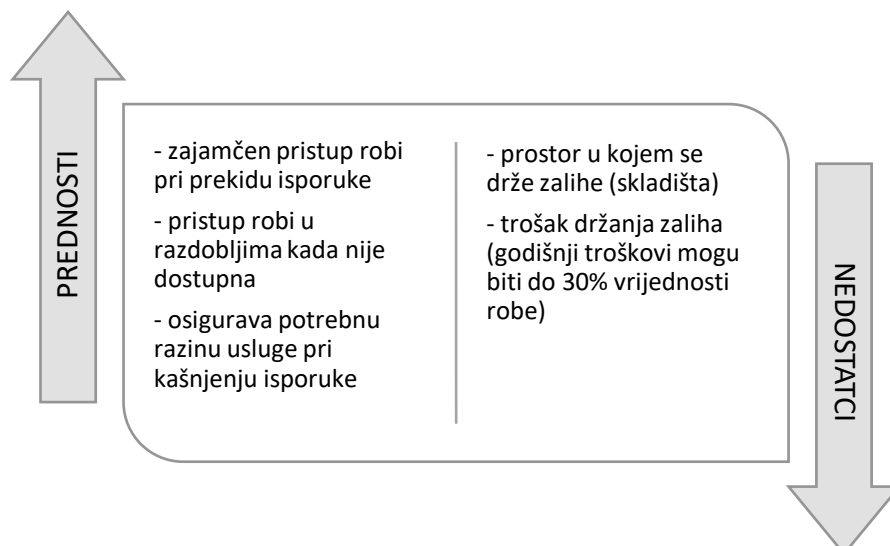 PREDNOSTI
- zajamčen pristup robi
pri prekidu isporuke
- pristup robi u
razdobljima kada nije
dostupna
- osigurava potrebnu
razinu usluge pri
kašnjenju isporuke
- prostor u kojem se
drže zalihe (skladišta)
- trošak držanja zaliha
(godišnji troškovi mogu
biti do 30% vrijednosti
robe)
NEDOSTATCI